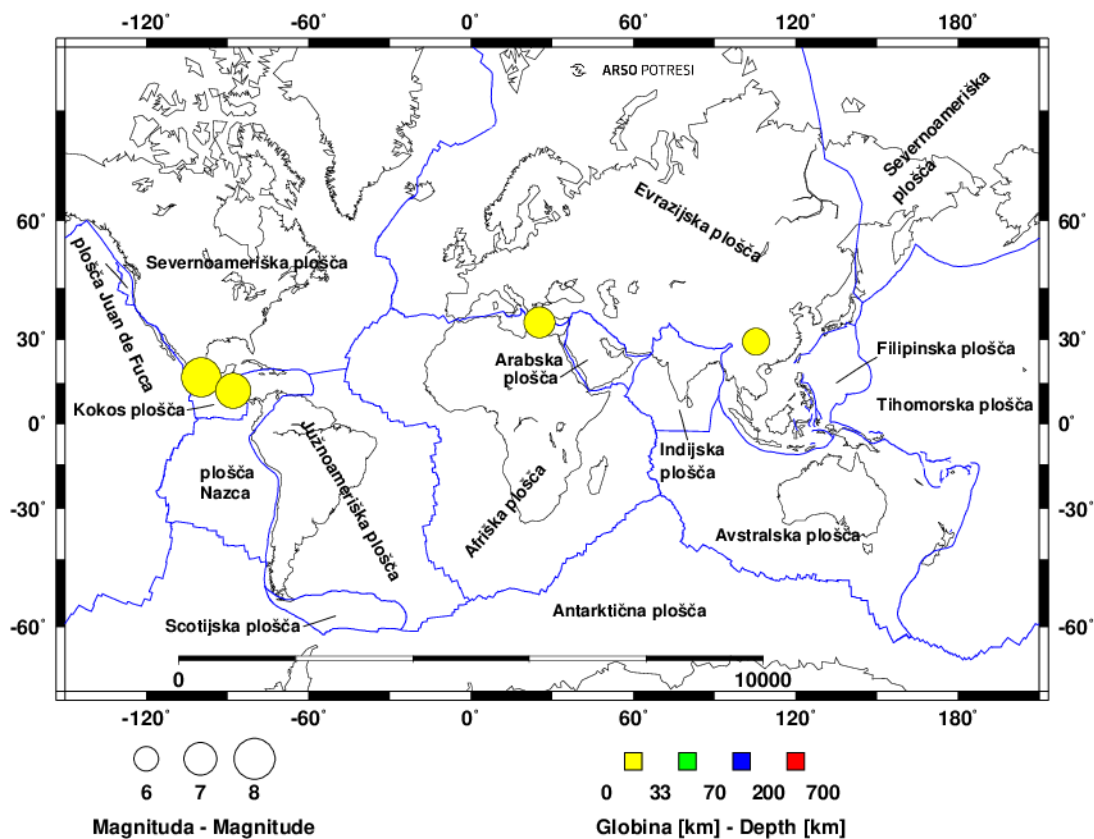 -120° -60° 0° 60° 120° 180°
ARSO POTRESI
Severnoameriška
plošča
Evrazijska plošča
60° 60°
plošča Juan de Fuca
Severnoameriška plošča
30° 30°
Arabska
plošča
Filipinska plošča
Kokos plošča
Tihomorska plošča
0° 0°
Južnoameriška plošča
Indijska
plošča
plošča
Nazca
Afriška plošča
-30° -30°
Avstralska plošča
Antarktična plošča
Scotijska plošča
-60° -60°
0 10000
-120° -60° 0° 60° 120° 180°
6 7 8
0 33 70 200 700
Magnituda - Magnitude
Globina [km] - Depth [km]